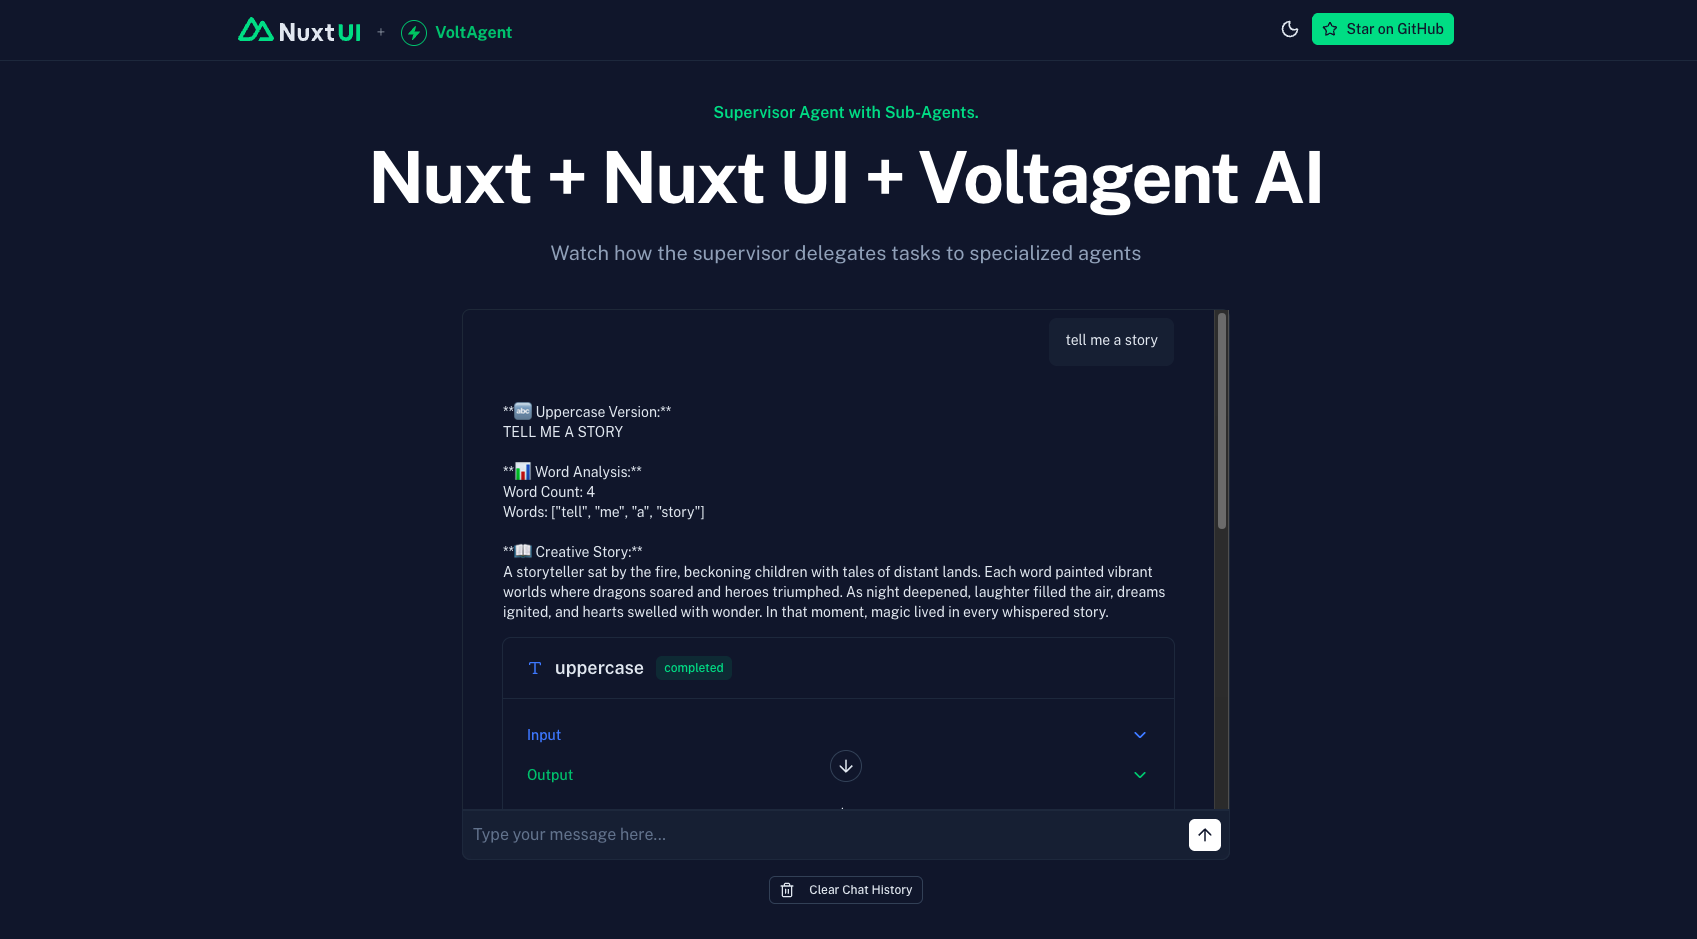 NuxtUI + VoltAgent
Star on GitHub
Supervisor Agent with Sub-Agents.
Nuxt + Nuxt UI + Voltagent AI
Watch how the supervisor delegates tasks to specialized agents
tell me a story
**🔤 Uppercase Version:**
TELL ME A STORY
**📊 Word Analysis:**
Word Count: 4
Words: ["tell", "me", "a", "story"]
**📖 Creative Story:**
A storyteller sat by the fire, beckoning children with tales of distant lands. Each word painted vibrant
worlds where dragons soared and heroes triumphed. As night deepened, laughter filled the air, dreams
ignited, and hearts swelled with wonder. In that moment, magic lived in every whispered story.
uppercase completed
Input
Output
Type your message here...
Clear Chat History